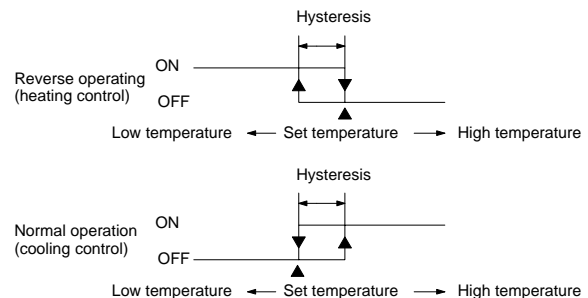 Hysteresis
ON
Reverse operating
(heating control)
OFF
Low temperature Set temperature High temperature
Hysteresis
ON
Normal operation
(cooling control)
OFF
Low temperature Set temperature High temperature